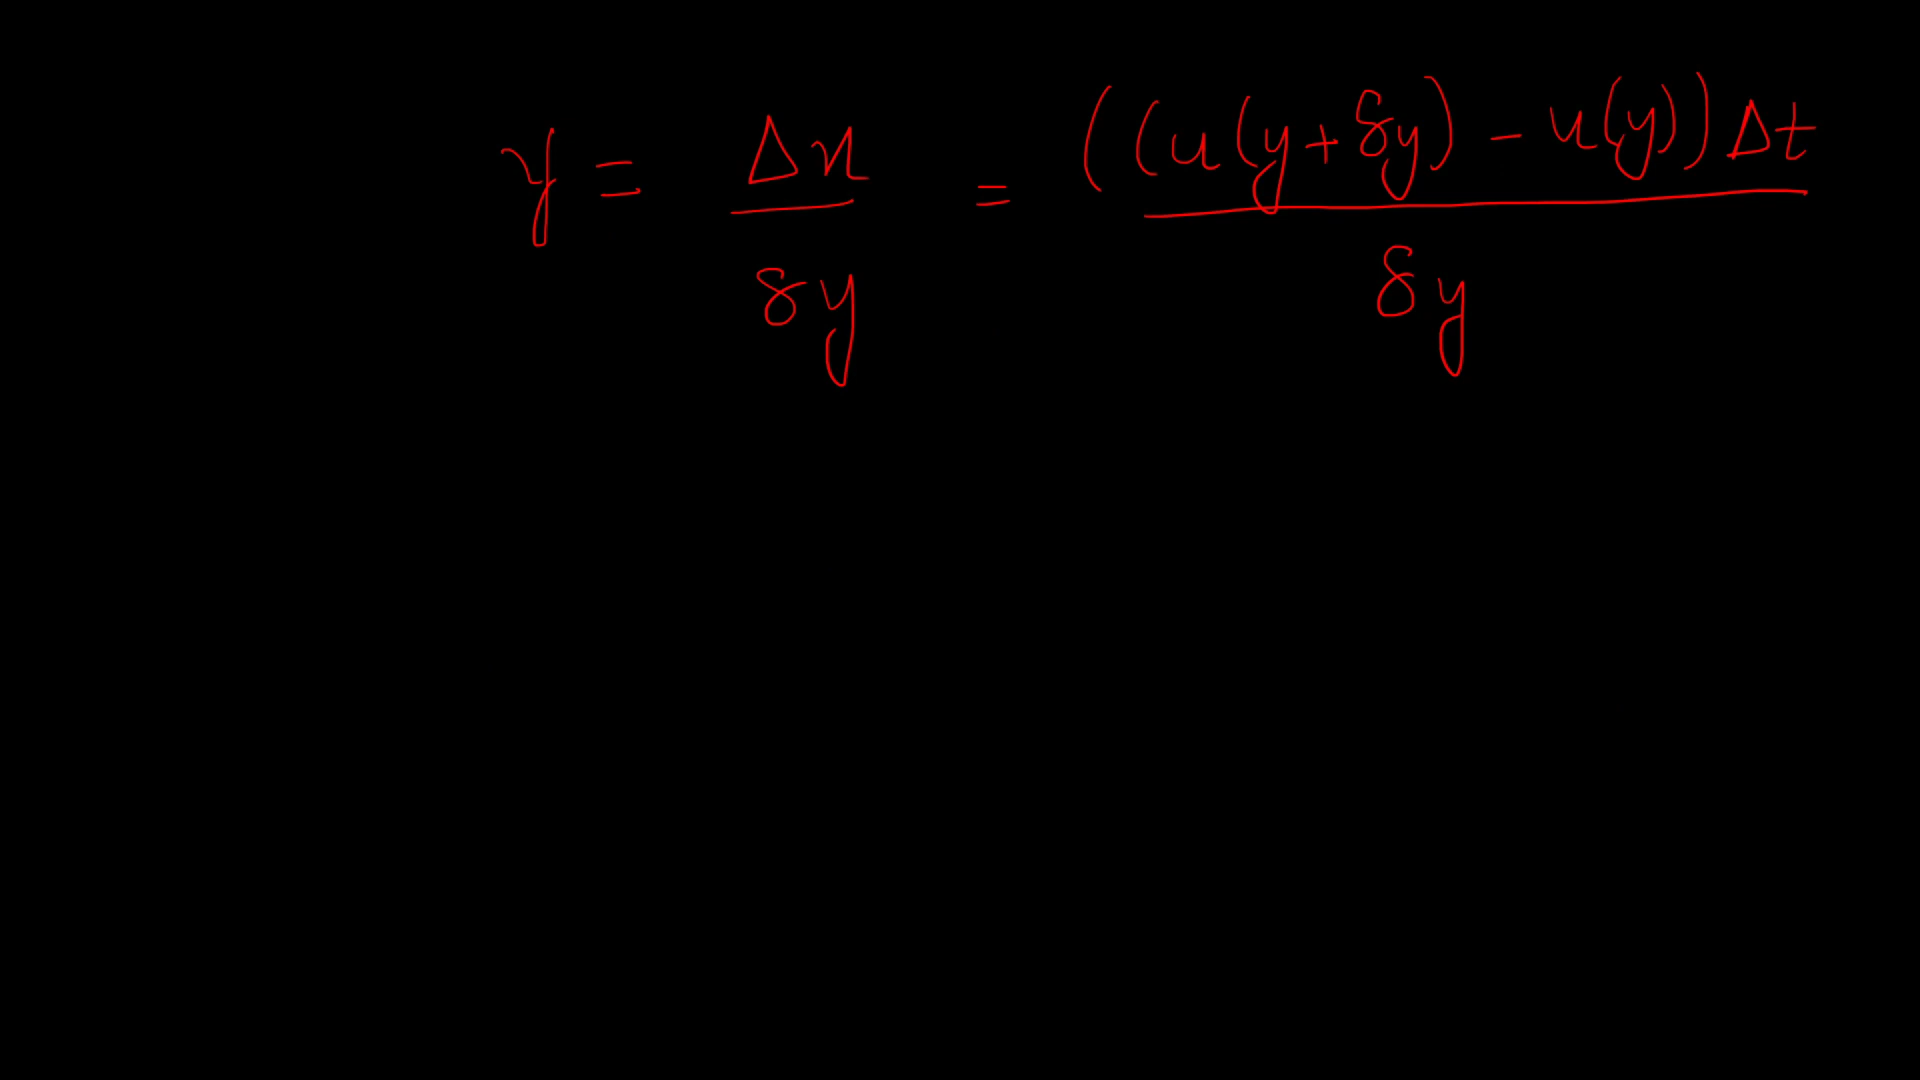 γ = Δx / δy = ((u(y+δy) - u(y))Δt / δy